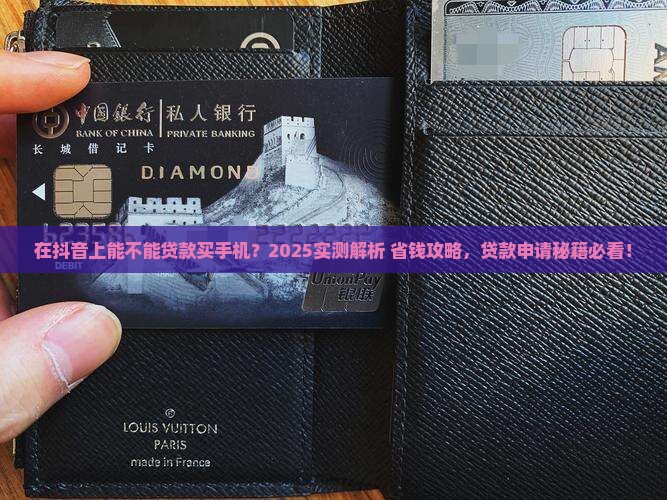 中国银行 | 私人银行
BANK OF CHINA PRIVATE BANKING
长城借记卡
DIAMOND
在抖音上能不能贷款买手机?2025实测解析 省钱攻略,贷款申请秘籍必看!
DEBIT
UnionPay
银联
LOUIS VUITTON
PARIS
made in France